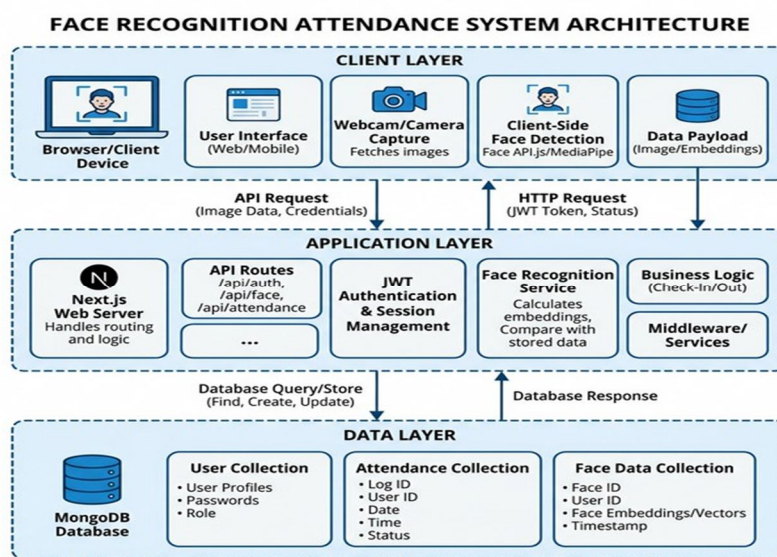 FACE RECOGNITION ATTENDANCE SYSTEM ARCHITECTURE
CLIENT LAYER
Browser/Client
Device
User Interface
(Web/Mobile)
Webcam/Camera
Capture
Fetches images
Client-Side
Face Detection
Face API.js/MediaPipe
Data Payload
(Image/Embeddings)
API Request
(Image Data, Credentials)
HTTP Request
(JWT Token, Status)
APPLICATION LAYER
N
Next.js
Web Server
Handles routing
and logic
API Routes
/api/auth,
/api/face,
/api/attendance
...
JWT
Authentication
& Session
Management
Face Recognition
Service
Calculates
embeddings,
Compare with
stored data
Business Logic
(Check-In/Out)
Middleware/
Services
Database Query/Store
(Find, Create, Update)
Database Response
DATA LAYER
MongoDB
Database
User Collection
• User Profiles
• Passwords
• Role
Attendance Collection
• Log ID
• User ID
• Date
• Time
• Status
Face Data Collection
• Face ID
• User ID
• Face Embeddings/Vectors
• Timestamp